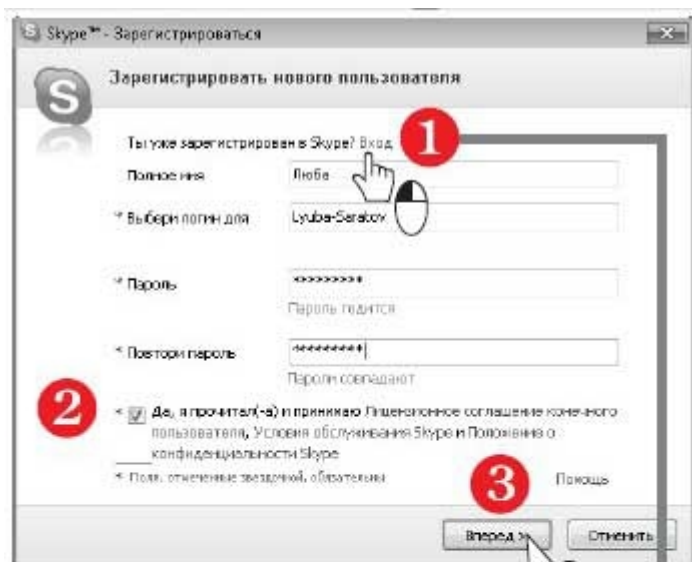 Skype™ - Зарегистрироваться
Зарегистрировать нового пользователя
Ты уже зарегистрирован в Skype? Вход
1
Полное имя
Люба
* Выбери логин для
Lyuba-Saratov
* Пароль
*********
Пароль годится
* Повтори пароль
*********
Пароли совпадают
2
* Да, я прочитал(-а) и принимаю Лицензионное соглашение конечного
пользователя, Условия обслуживания Skype и Положение о
конфиденциальности Skype
* Поля, отмеченные звездочкой, обязательны
3
Помощь
Вперед >
Отменить